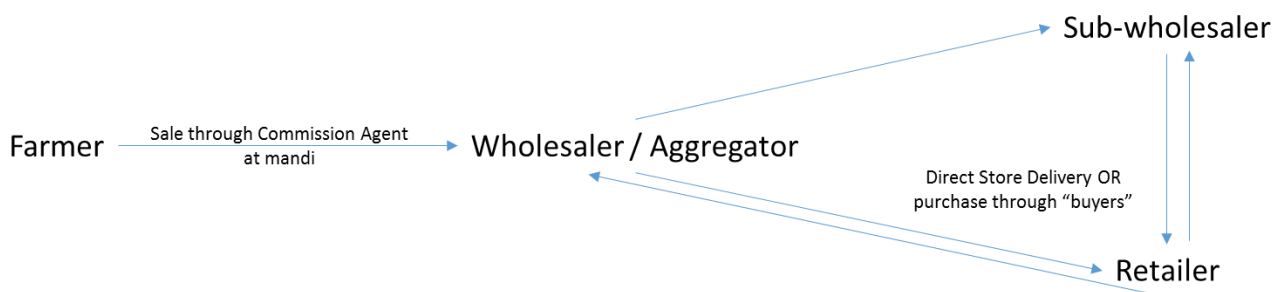 Sub-wholesaler
Farmer
Sale through Commission Agent
at mandi
Wholesaler / Aggregator
Direct Store Delivery OR
purchase through “buyers”
Retailer